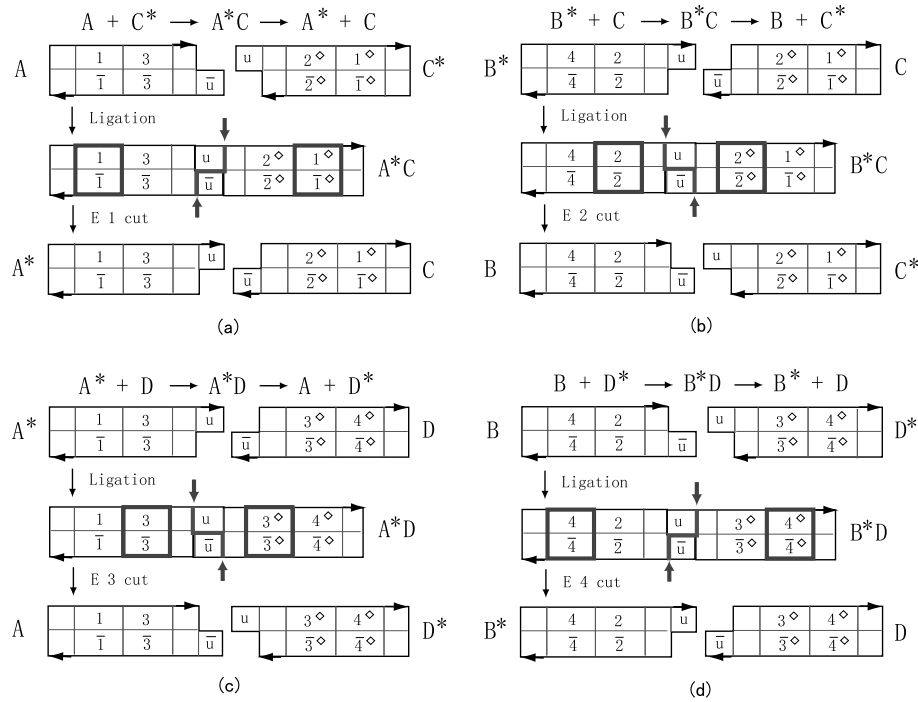 A + C* → A*C → A* + C
A 1 3 u 2◇ 1◇ C*
1̅ 3̅ u̅ 2̅◇ 1̅◇
Ligation
1 3 u 2◇ 1◇ A*C
1̅ 3̅ u̅ 2̅◇ 1̅◇
E 1 cut
A* 1 3 u 2◇ 1◇ C
1̅ 3̅ u̅ 2̅◇ 1̅◇
(a)
B* + C → B*C → B + C*
B* 4 2 u 2◇ 1◇ C
4̅ 2̅ u̅ 2̅◇ 1̅◇
Ligation
4 2 u 2◇ 1◇ B*C
4̅ 2̅ u̅ 2̅◇ 1̅◇
E 2 cut
B 4 2 u 2◇ 1◇ C*
4̅ 2̅ u̅ 2̅◇ 1̅◇
(b)
A* + D → A*D → A + D*
A* 1 3 u 3◇ 4◇ D
1̅ 3̅ u̅ 3̅◇ 4̅◇
Ligation
1 3 u 3◇ 4◇ A*D
1̅ 3̅ u̅ 3̅◇ 4̅◇
E 3 cut
A 1 3 u 3◇ 4◇ D*
1̅ 3̅ u̅ 3̅◇ 4̅◇
(c)
B + D* → B*D → B* + D
B 4 2 u 3◇ 4◇ D*
4̅ 2̅ u̅ 3̅◇ 4̅◇
Ligation
4 2 u 3◇ 4◇ B*D
4̅ 2̅ u̅ 3̅◇ 4̅◇
E 4 cut
B* 4 2 u 3◇ 4◇ D
4̅ 2̅ u̅ 3̅◇ 4̅◇
(d)